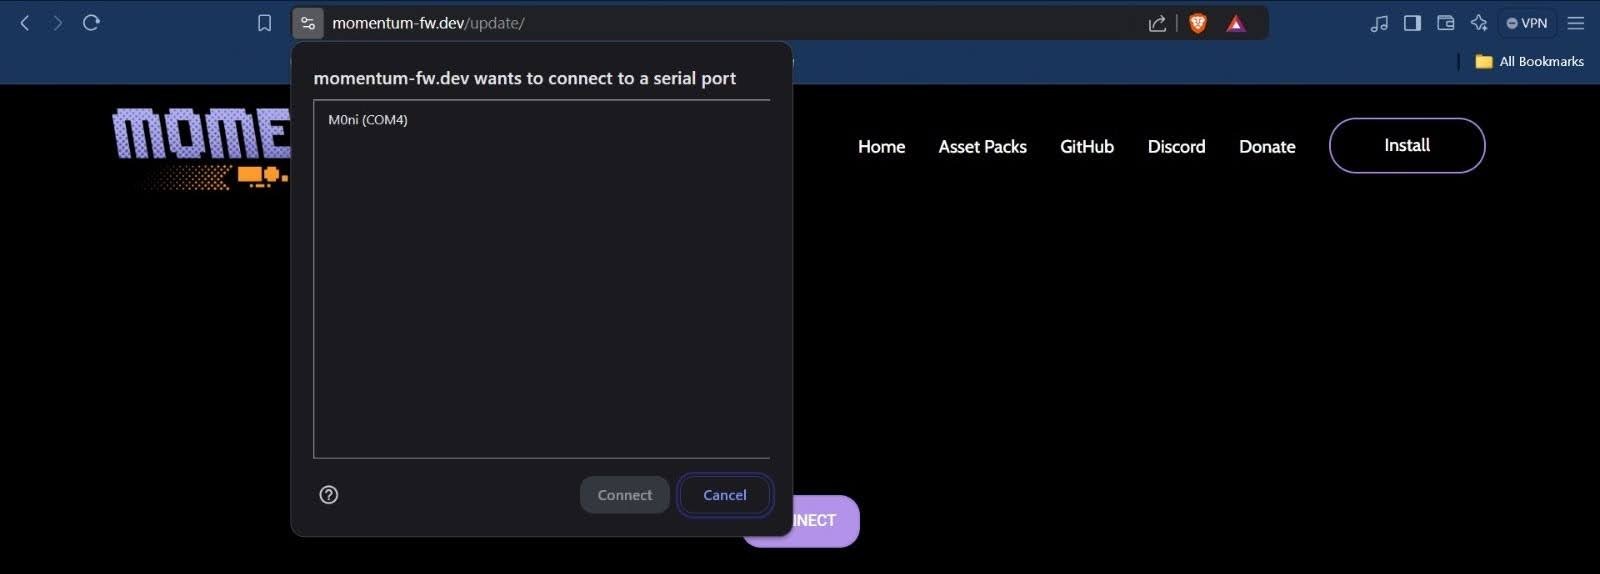 momentum-fw.dev/update/
VPN
All Bookmarks
momentum-fw.dev wants to connect to a serial port
M0ni (COM4)
MOME
Home
Asset Packs
GitHub
Discord
Donate
Install
Connect
Cancel
NECT